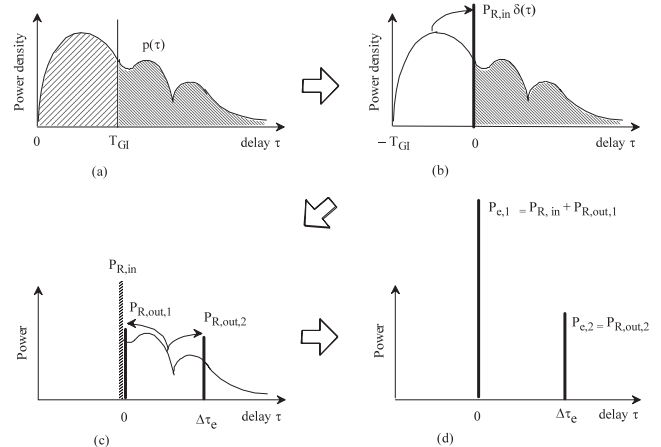 Power density
p(τ)
0
T_GI
delay τ
(a)
Power density
P_R,in δ(τ)
− T_GI
0
delay τ
(b)
Power
P_R,in
P_R,out,1
P_R,out,2
0
Δτ_e
delay τ
(c)
Power
P_e,1 = P_R, in + P_R,out,1
P_e,2 = P_R,out,2
0
Δτ_e
delay τ
(d)